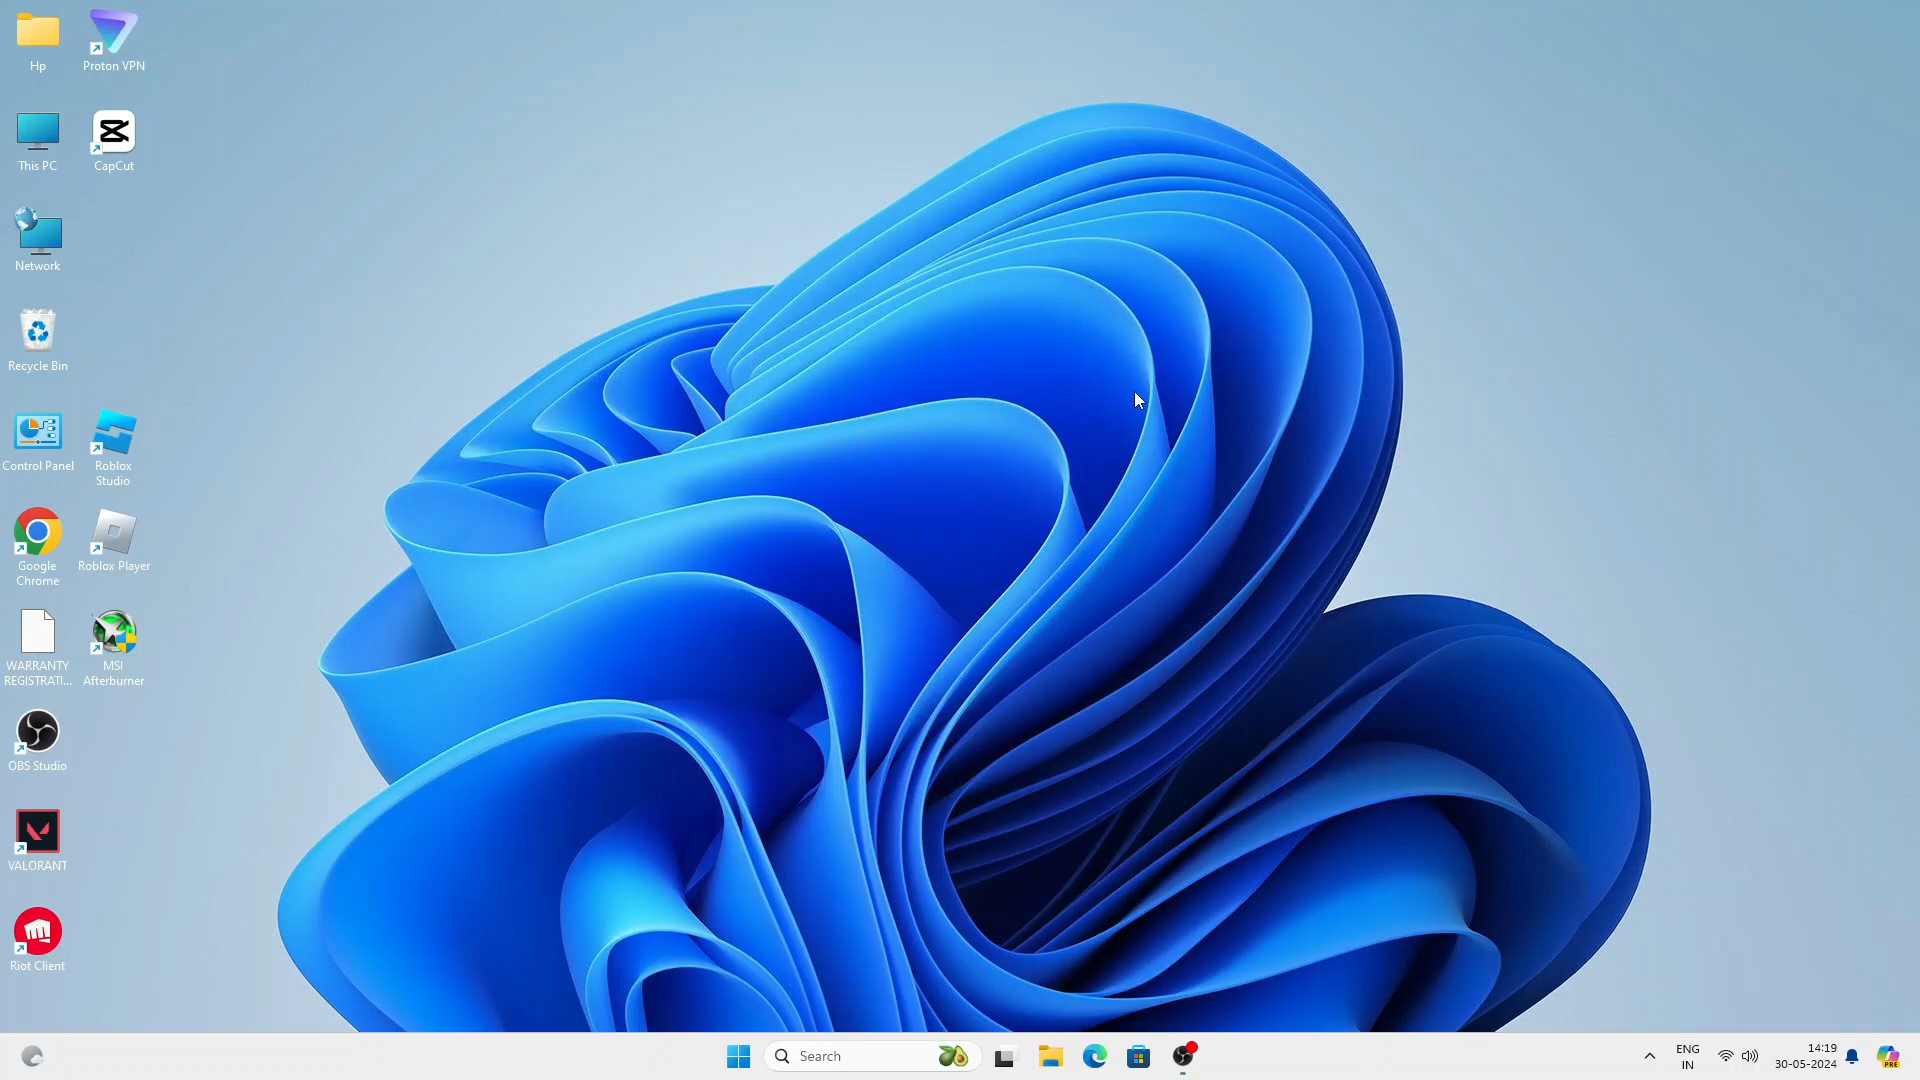 Hp
Proton VPN
This PC
CapCut
Network
Recycle Bin
Control Panel
Roblox
Studio
Google
Chrome
Roblox Player
WARRANTY
REGISTRATI...
MSI
Afterburner
OBS Studio
VALORANT
Riot Client
Search
ENG
IN
14:19
30-05-2024
PRE